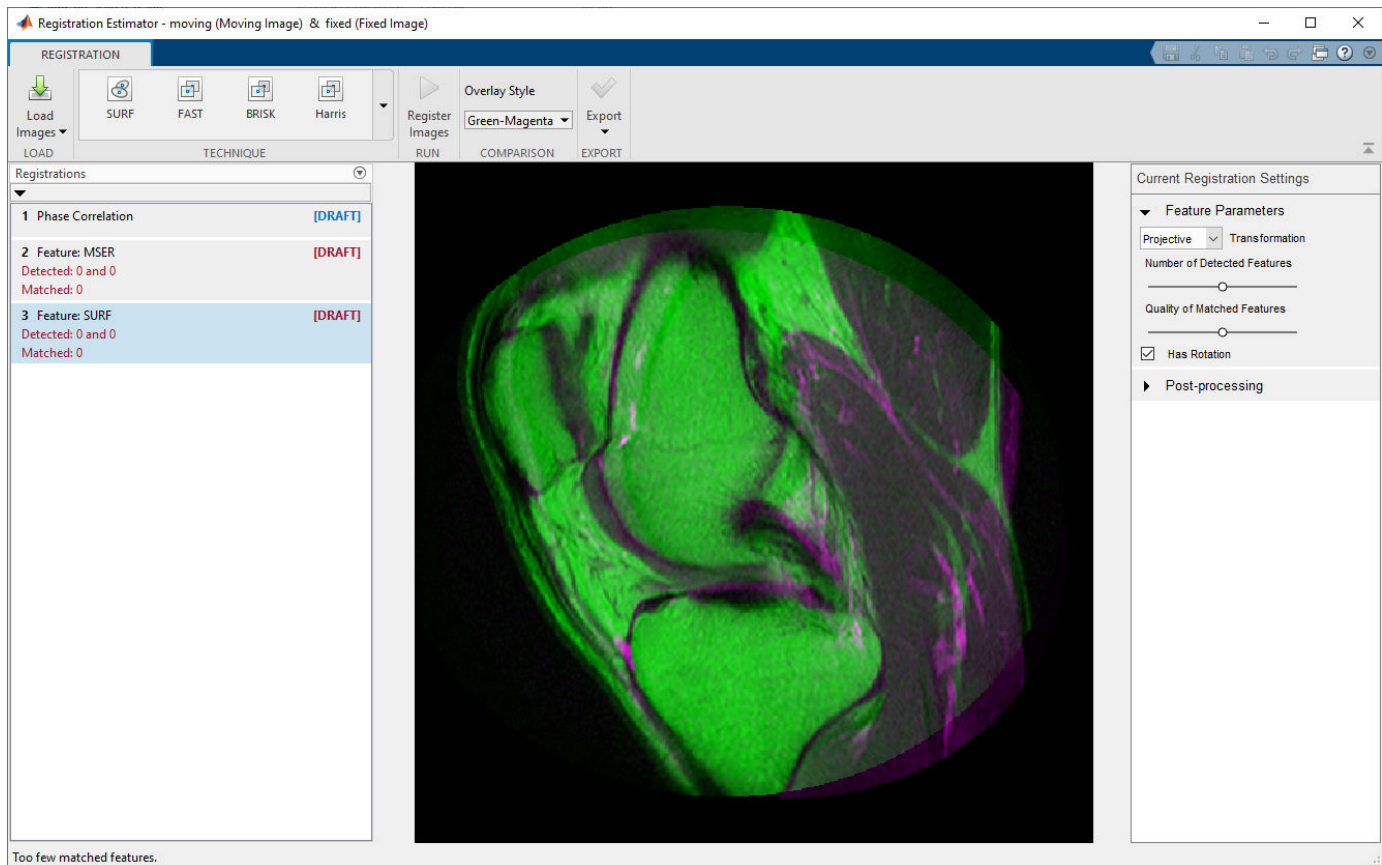 Registration Estimator - moving (Moving Image) & fixed (Fixed Image)
REGISTRATION
Load Images
SURF
FAST
BRISK
Harris
Register Images
Overlay Style
Green-Magenta
Export
LOAD
TECHNIQUE
RUN
COMPARISON
EXPORT
Registrations
1 Phase Correlation [DRAFT]
2 Feature: MSER [DRAFT]
Detected: 0 and 0
Matched: 0
3 Feature: SURF [DRAFT]
Detected: 0 and 0
Matched: 0
Current Registration Settings
Feature Parameters
Projective Transformation
Number of Detected Features
Quality of Matched Features
Has Rotation
Post-processing
Too few matched features.